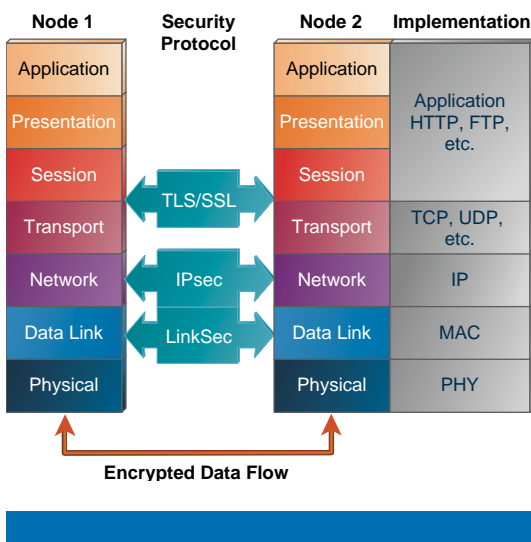 Node 1
Security
Protocol
Node 2
Implementation
Application
Presentation
Session
Transport
Network
Data Link
Physical
TLS/SSL
IPsec
LinkSec
Application
Presentation
Session
Transport
Network
Data Link
Physical
Application
HTTP, FTP,
etc.
TCP, UDP,
etc.
IP
MAC
PHY
Encrypted Data Flow